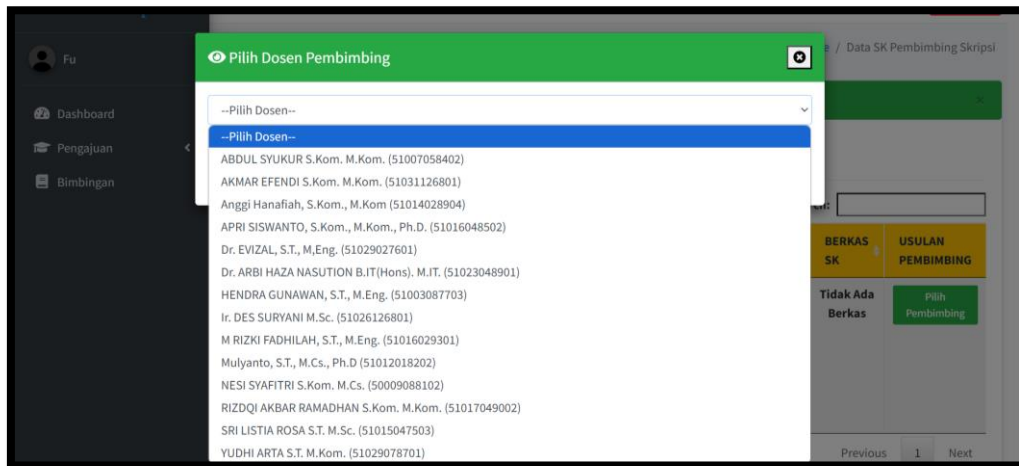 Fu
Dashboard
Pengajuan
Bimbingan
Pilih Dosen Pembimbing
/ Data SK Pembimbing Skripsi
--Pilih Dosen--
--Pilih Dosen--
ABDUL SYUKUR S.Kom. M.Kom. (51007058402)
AKMAR EFENDI S.Kom. M.Kom. (51031126801)
Anggi Hanafiah, S.Kom., M.Kom (51014028904)
APRI SISWANTO, S.Kom., M.Kom., Ph.D. (51016048502)
Dr. EVIZAL, S.T., M,Eng. (51029027601)
Dr. ARBI HAZA NASUTION B.IT(Hons). M.IT. (51023048901)
HENDRA GUNAWAN, S.T., M.Eng. (51003087703)
Ir. DES SURYANI M.Sc. (51026126801)
M RIZKI FADHILAH, S.T., M.Eng. (51016029301)
Mulyanto, S.T., M.Cs., Ph.D (51012018202)
NESI SYAFITRI S.Kom. M.Cs. (50009088102)
RIZDQI AKBAR RAMADHAN S.Kom. M.Kom. (51017049002)
SRI LISTIA ROSA S.T. M.Sc. (51015047503)
YUDHI ARTA S.T. M.Kom. (51029078701)
BERKAS SK
USULAN PEMBIMBING
Tidak Ada Berkas
Pilih Pembimbing
Previous 1 Next